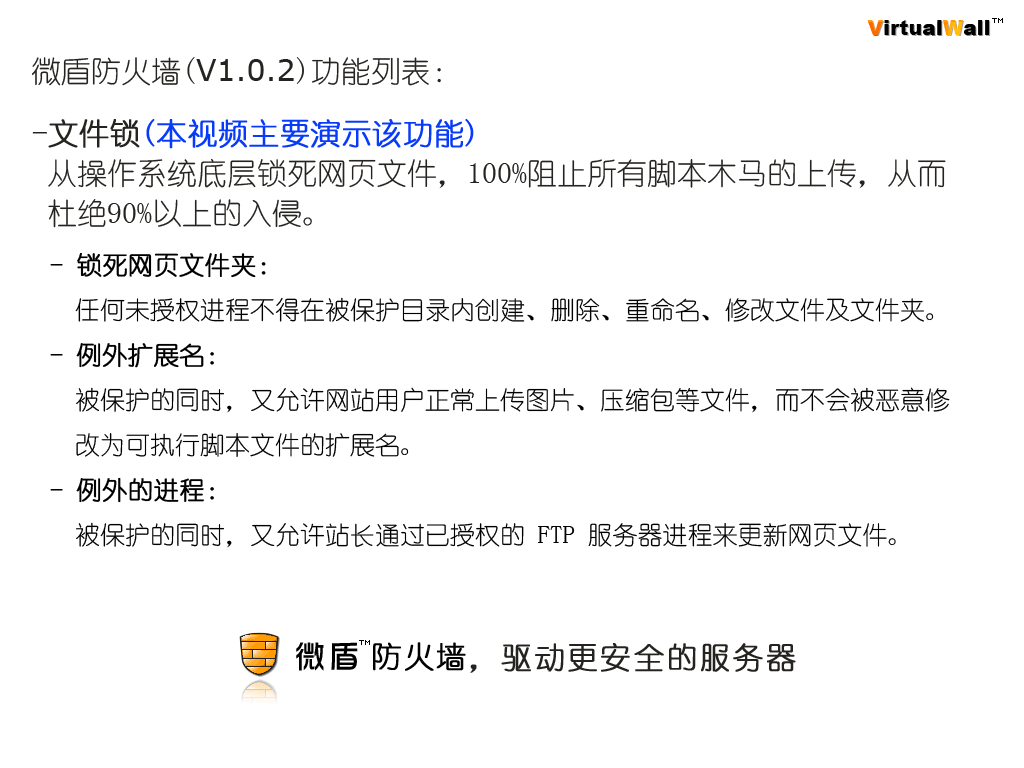 VirtualWall™
微盾防火墙(V1.0.2)功能列表:
-文件锁(本视频主要演示该功能)
从操作系统底层锁死网页文件，100%阻止所有脚本木马的上传，从而
杜绝90%以上的入侵。
- 锁死网页文件夹:
任何未授权进程不得在被保护目录内创建、删除、重命名、修改文件及文件夹。
- 例外扩展名:
被保护的同时，又允许网站用户正常上传图片、压缩包等文件，而不会被恶意修
改为可执行脚本文件的扩展名。
- 例外的进程:
被保护的同时，又允许站长通过已授权的 FTP 服务器进程来更新网页文件。
微盾™防火墙，驱动更安全的服务器